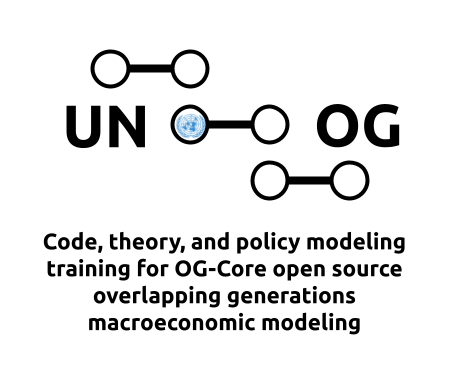 UN OG
Code, theory, and policy modeling
training for OG-Core open source
overlapping generations
macroeconomic modeling